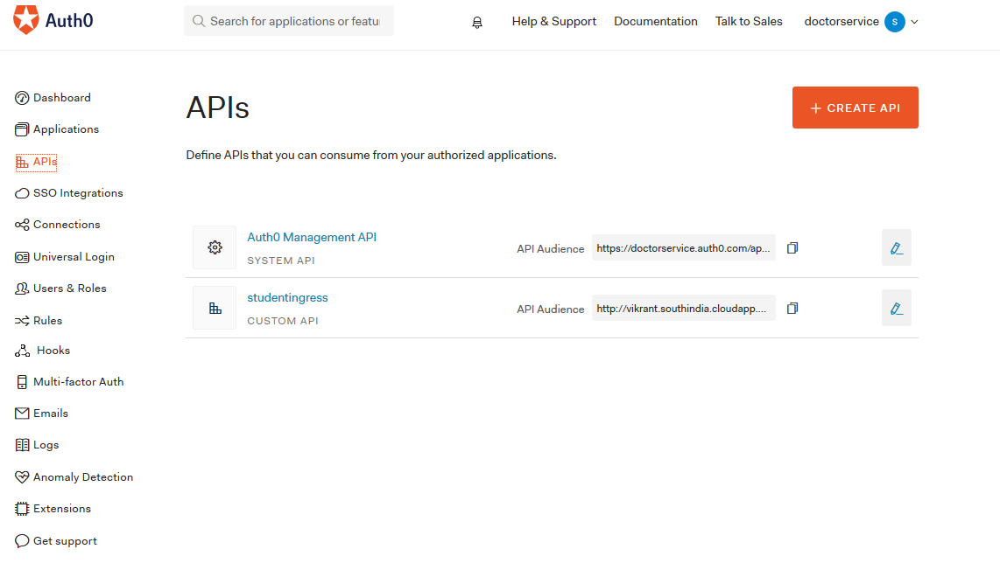 Auth0
Search for applications or featu
Help & Support
Documentation
Talk to Sales
doctorservice
S
Dashboard
Applications
APIs
SSO Integrations
Connections
Universal Login
Users & Roles
Rules
Hooks
Multi-factor Auth
Emails
Logs
Anomaly Detection
Extensions
Get support
APIs
+ CREATE API
Define APIs that you can consume from your authorized applications.
Auth0 Management API
SYSTEM API
API Audience
https://doctorservice.auth0.com/ap...
studentingress
CUSTOM API
API Audience
http://vikrant.southindia.cloudapp....